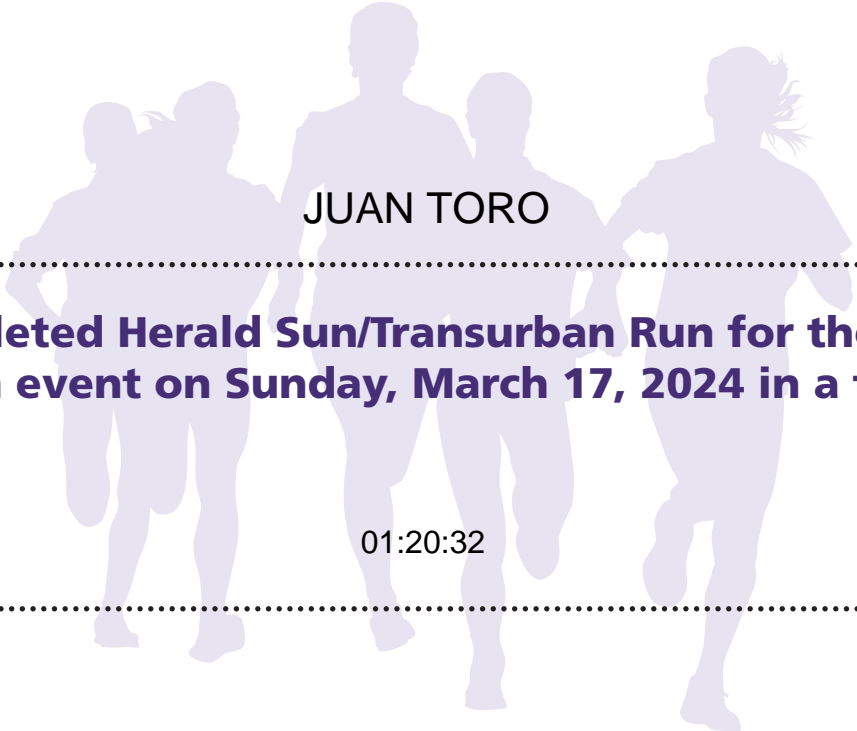 JUAN TORO
leted Herald Sun/Transurban Run for the
event on Sunday, March 17, 2024 in a
01:20:32